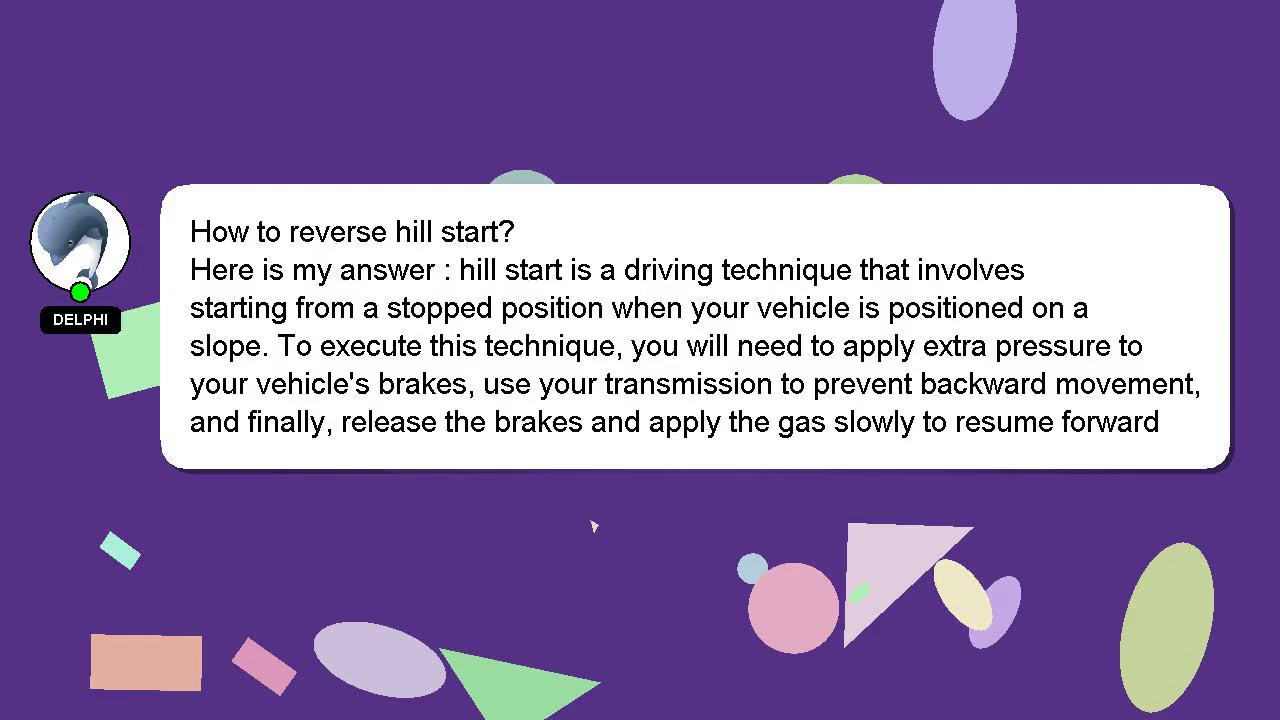 How to reverse hill start?
Here is my answer : hill start is a driving technique that involves
starting from a stopped position when your vehicle is positioned on a
slope. To execute this technique, you will need to apply extra pressure to
your vehicle's brakes, use your transmission to prevent backward movement,
and finally, release the brakes and apply the gas slowly to resume forward
DELPHI